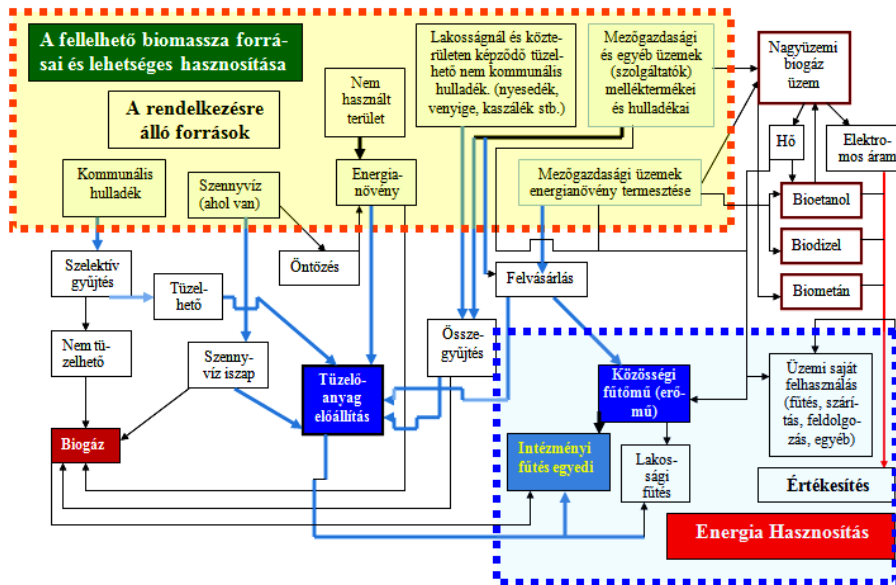 A fellelhető biomassza forrá-
sai és lehetséges hasznosítása
A rendelkezésre
álló források
Nem
használt
terület
Lakosságnál és közte-
rületen képződő tüzel-
hető nem kommunális
hulladék. (nyesedék,
venyige, kaszálék stb.)
Mezőgazdasági
és egyéb üzemek
(szolgáltatók)
melléktermékei
és hulladékai
Nagyüzemi
biogáz
üzem
Kommunális
hulladék
Szennyvíz
(ahol van)
Energia-
növény
Mezőgazdasági üzemek
energianövény termesztése
Hő
Elektro-
mos áram
Bioetanol
Biodizel
Biometán
Szelektív
gyűjtés
Tüzel-
hető
Öntözés
Felvásárlás
Nem tü-
zelhető
Szenny-
víz iszap
Tüzelő-
anyag
előállítás
Össze-
gyűjtés
Közösségi
fűtőmű (erő-
mű)
Üzemi saját
felhasználás
(fűtés, szárí-
tás, feldolgo-
zás, egyéb)
Biogáz
Intézményi
fűtés egyedi
Lakos-
sági
fűtés
Értékesítés
Energia Hasznosítás